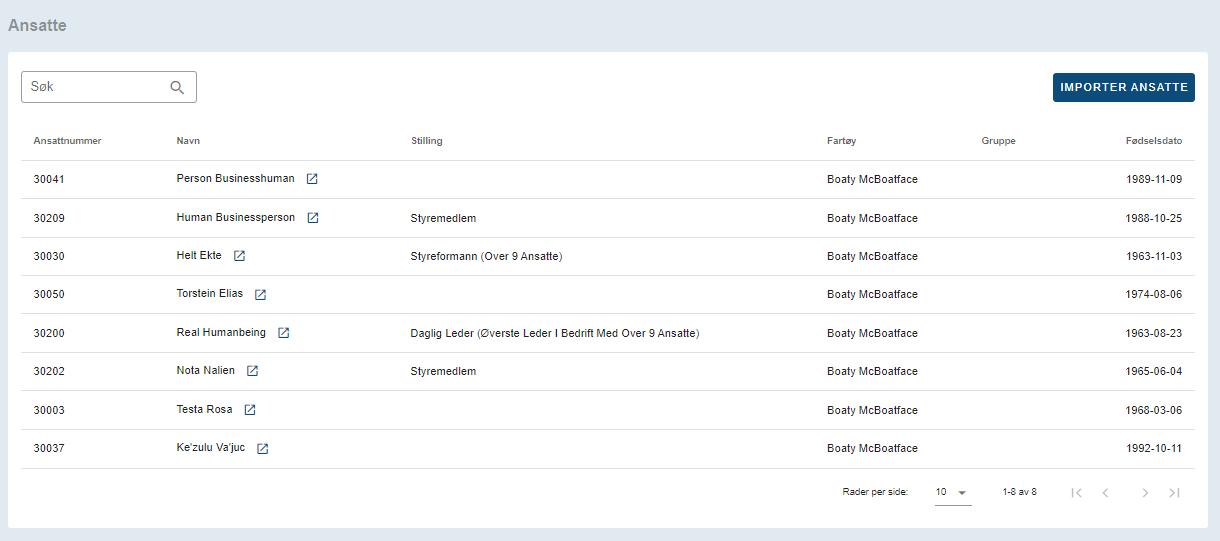 Ansatte
Søk
IMPORTER ANSATTE
Ansattnummer Navn Stilling Fartøy Gruppe Fødselsdato
30041 Person Businesshuman Boaty McBoatface 1989-11-09
30209 Human Businessperson Styremedlem Boaty McBoatface 1988-10-25
30030 Helt Ekte Styreformann (Over 9 Ansatte) Boaty McBoatface 1963-11-03
30050 Torstein Elias Boaty McBoatface 1974-08-06
30200 Real Humanbeing Daglig Leder (Øverste Leder I Bedrift Med Over 9 Ansatte) Boaty McBoatface 1963-08-23
30202 Nota Nalien Styremedlem Boaty McBoatface 1965-06-04
30003 Testa Rosa Boaty McBoatface 1968-03-06
30037 Ke'zulu Va'juc Boaty McBoatface 1992-10-11
Rader per side: 10 1-8 av 8